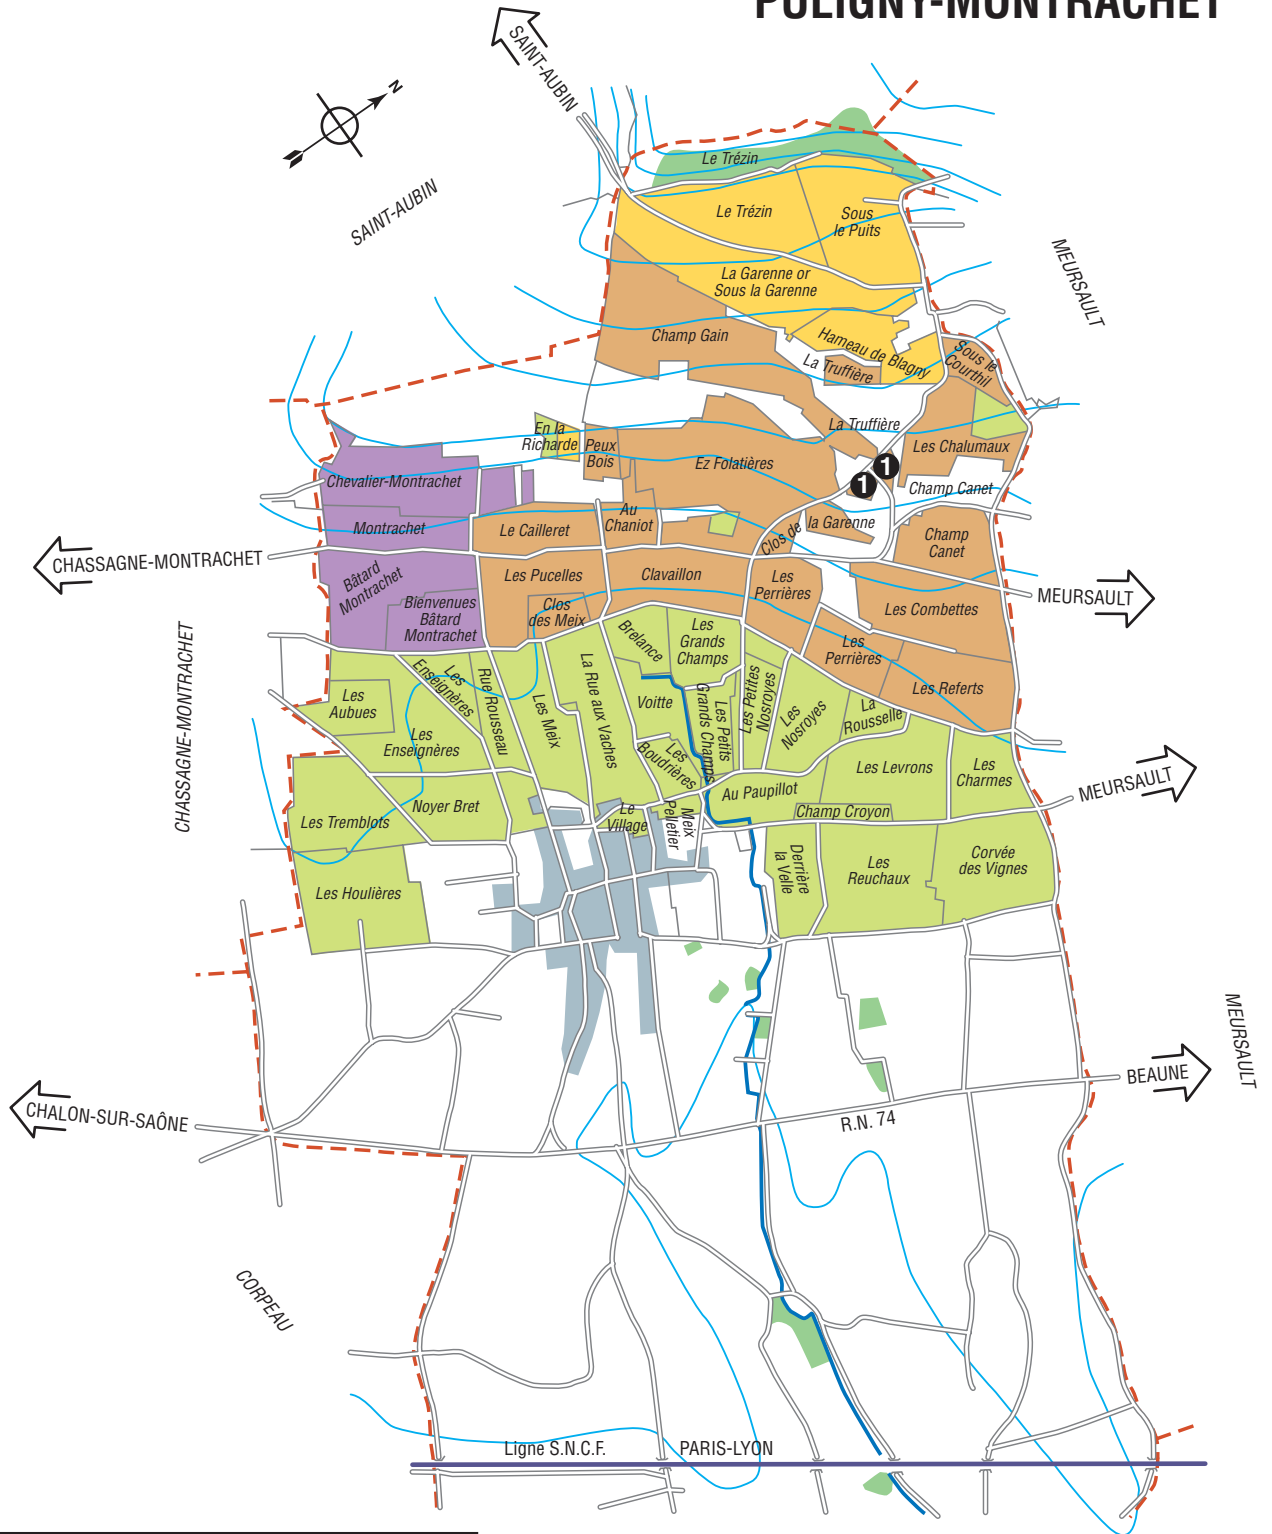 PULIGNY-MONTRACHET
SAINT-AUBIN
N
SAINT-AUBIN
Le Trézin
Le Trézin
Sous
le Puits
MEURSAULT
La Garenne or
Sous la Garenne
Champ Gain
Hameau de Blagny
La Truffière
Sous le
Courthil
La Truffière
En la
Richarde
Peux
Bois
Ez Folatières
Les Chalumaux
1
1
Champ Canet
Chevalier-Montrachet
Montrachet
Le Cailleret
Au
Chaniot
Clos de la Garenne
Champ
Canet
CHASSAGNE-MONTRACHET
Bâtard
Montrachet
Les Pucelles
Clavaillon
Les
Perrières
MEURSAULT
Bienvenues
Bâtard
Montrachet
Clos
des Meix
Les Combettes
CHASSAGNE-MONTRACHET
Brelance
Les
Grands
Champs
Les
Perrières
Les Referts
Les
Aubues
Les
Enseignères
Rue Rousseau
Les Meix
La Rue aux Vaches
Voitte
Les Petits
Grands Champs
Les Petites
Nosroyes
Les
Nosroyes
La
Rousselle
Les
Enseignères
Les
Boudrières
Les Levrons
Les
Charmes
MEURSAULT
Noyer Bret
Au Paupillot
Les Tremblots
Le
Village
Meix
Pelletier
Champ Croyon
Les Houlières
Derrière
la Velle
Les
Reuchaux
Corvée
des Vignes
MEURSAULT
CHALON-SUR-SAÔNE
BEAUNE
R.N. 74
CORPEAU
Ligne S.N.C.F. PARIS-LYON